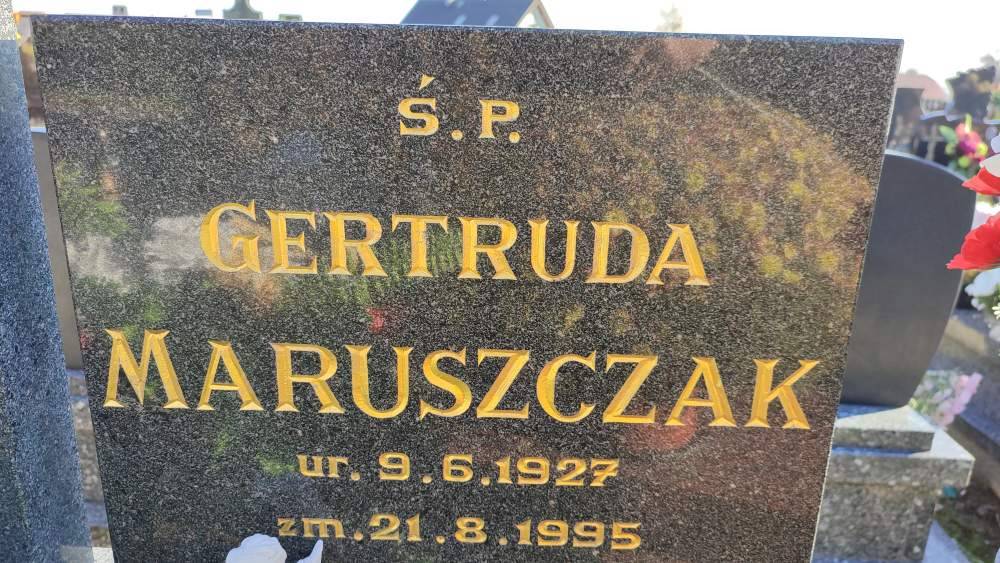 Ś. P.
GERTRUDA
MARUSZCZAK
ur. 9.6.1927
zm. 21.8.1995